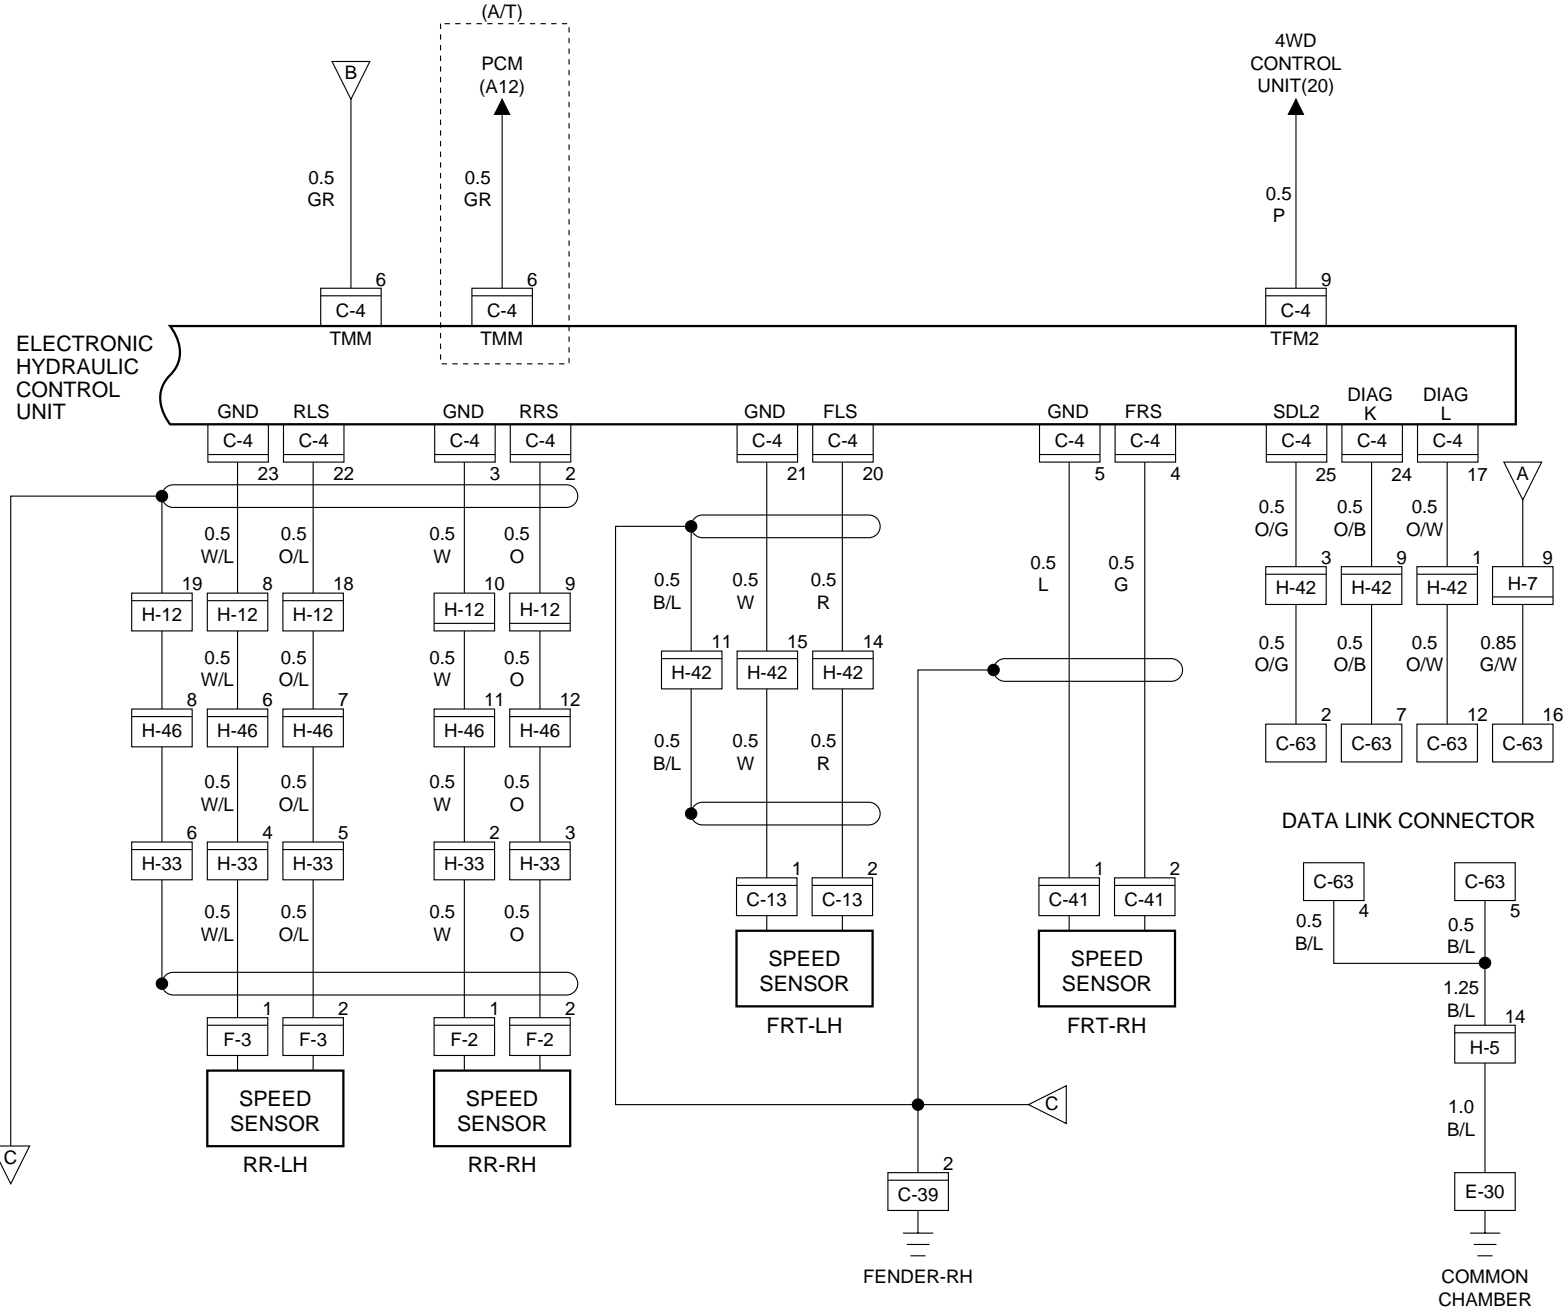 (A/T)
B
PCM
(A12)
4WD
CONTROL
UNIT(20)
0.5
GR
0.5
GR
0.5
P
6 6 9
C-4 C-4 C-4
TMM TMM TFM2
ELECTRONIC
HYDRAULIC
CONTROL
UNIT
DIAG DIAG
GND RLS GND RRS GND FLS GND FRS SDL2 K L
C-4 C-4 C-4 C-4 C-4 C-4 C-4 C-4 C-4 C-4 C-4
23 22 3 2 21 20 5 4 25 24 17 A
0.5 0.5 0.5
O/G O/B O/W
0.5 0.5 0.5 0.5
W/L O/L W O
3 9 1 9
H-42 H-42 H-42 H-7
0.5 0.5
L G
0.5 0.5 0.5
B/L W R
19 8 18 10 9
H-12 H-12 H-12 H-12 H-12
0.5 0.5 0.5 0.85
O/G O/B O/W G/W
11 15 14
H-42 H-42 H-42
0.5 0.5 0.5 0.5
W/L O/L W O
8 6 7 11 12
H-46 H-46 H-46 H-46 H-46
2 7 12 16
C-63 C-63 C-63 C-63
0.5 0.5 0.5
B/L W R
0.5 0.5 0.5 0.5
W/L O/L W O
DATA LINK CONNECTOR
6 4 5 2 3
H-33 H-33 H-33 H-33 H-33
1 2 1 2
C-13 C-13 C-41 C-41
C-63 C-63
4 5
0.5 0.5
B/L B/L
0.5 0.5 0.5 0.5
W/L O/L W O
SPEED
SENSOR
FRT-LH
SPEED
SENSOR
FRT-RH
1.25
B/L
14
H-5
1 2 1 2
F-3 F-3 F-2 F-2
SPEED
SENSOR
RR-LH
SPEED
SENSOR
RR-RH
C
C
1.0
B/L
2
C-39
E-30
FENDER-RH
COMMON
CHAMBER